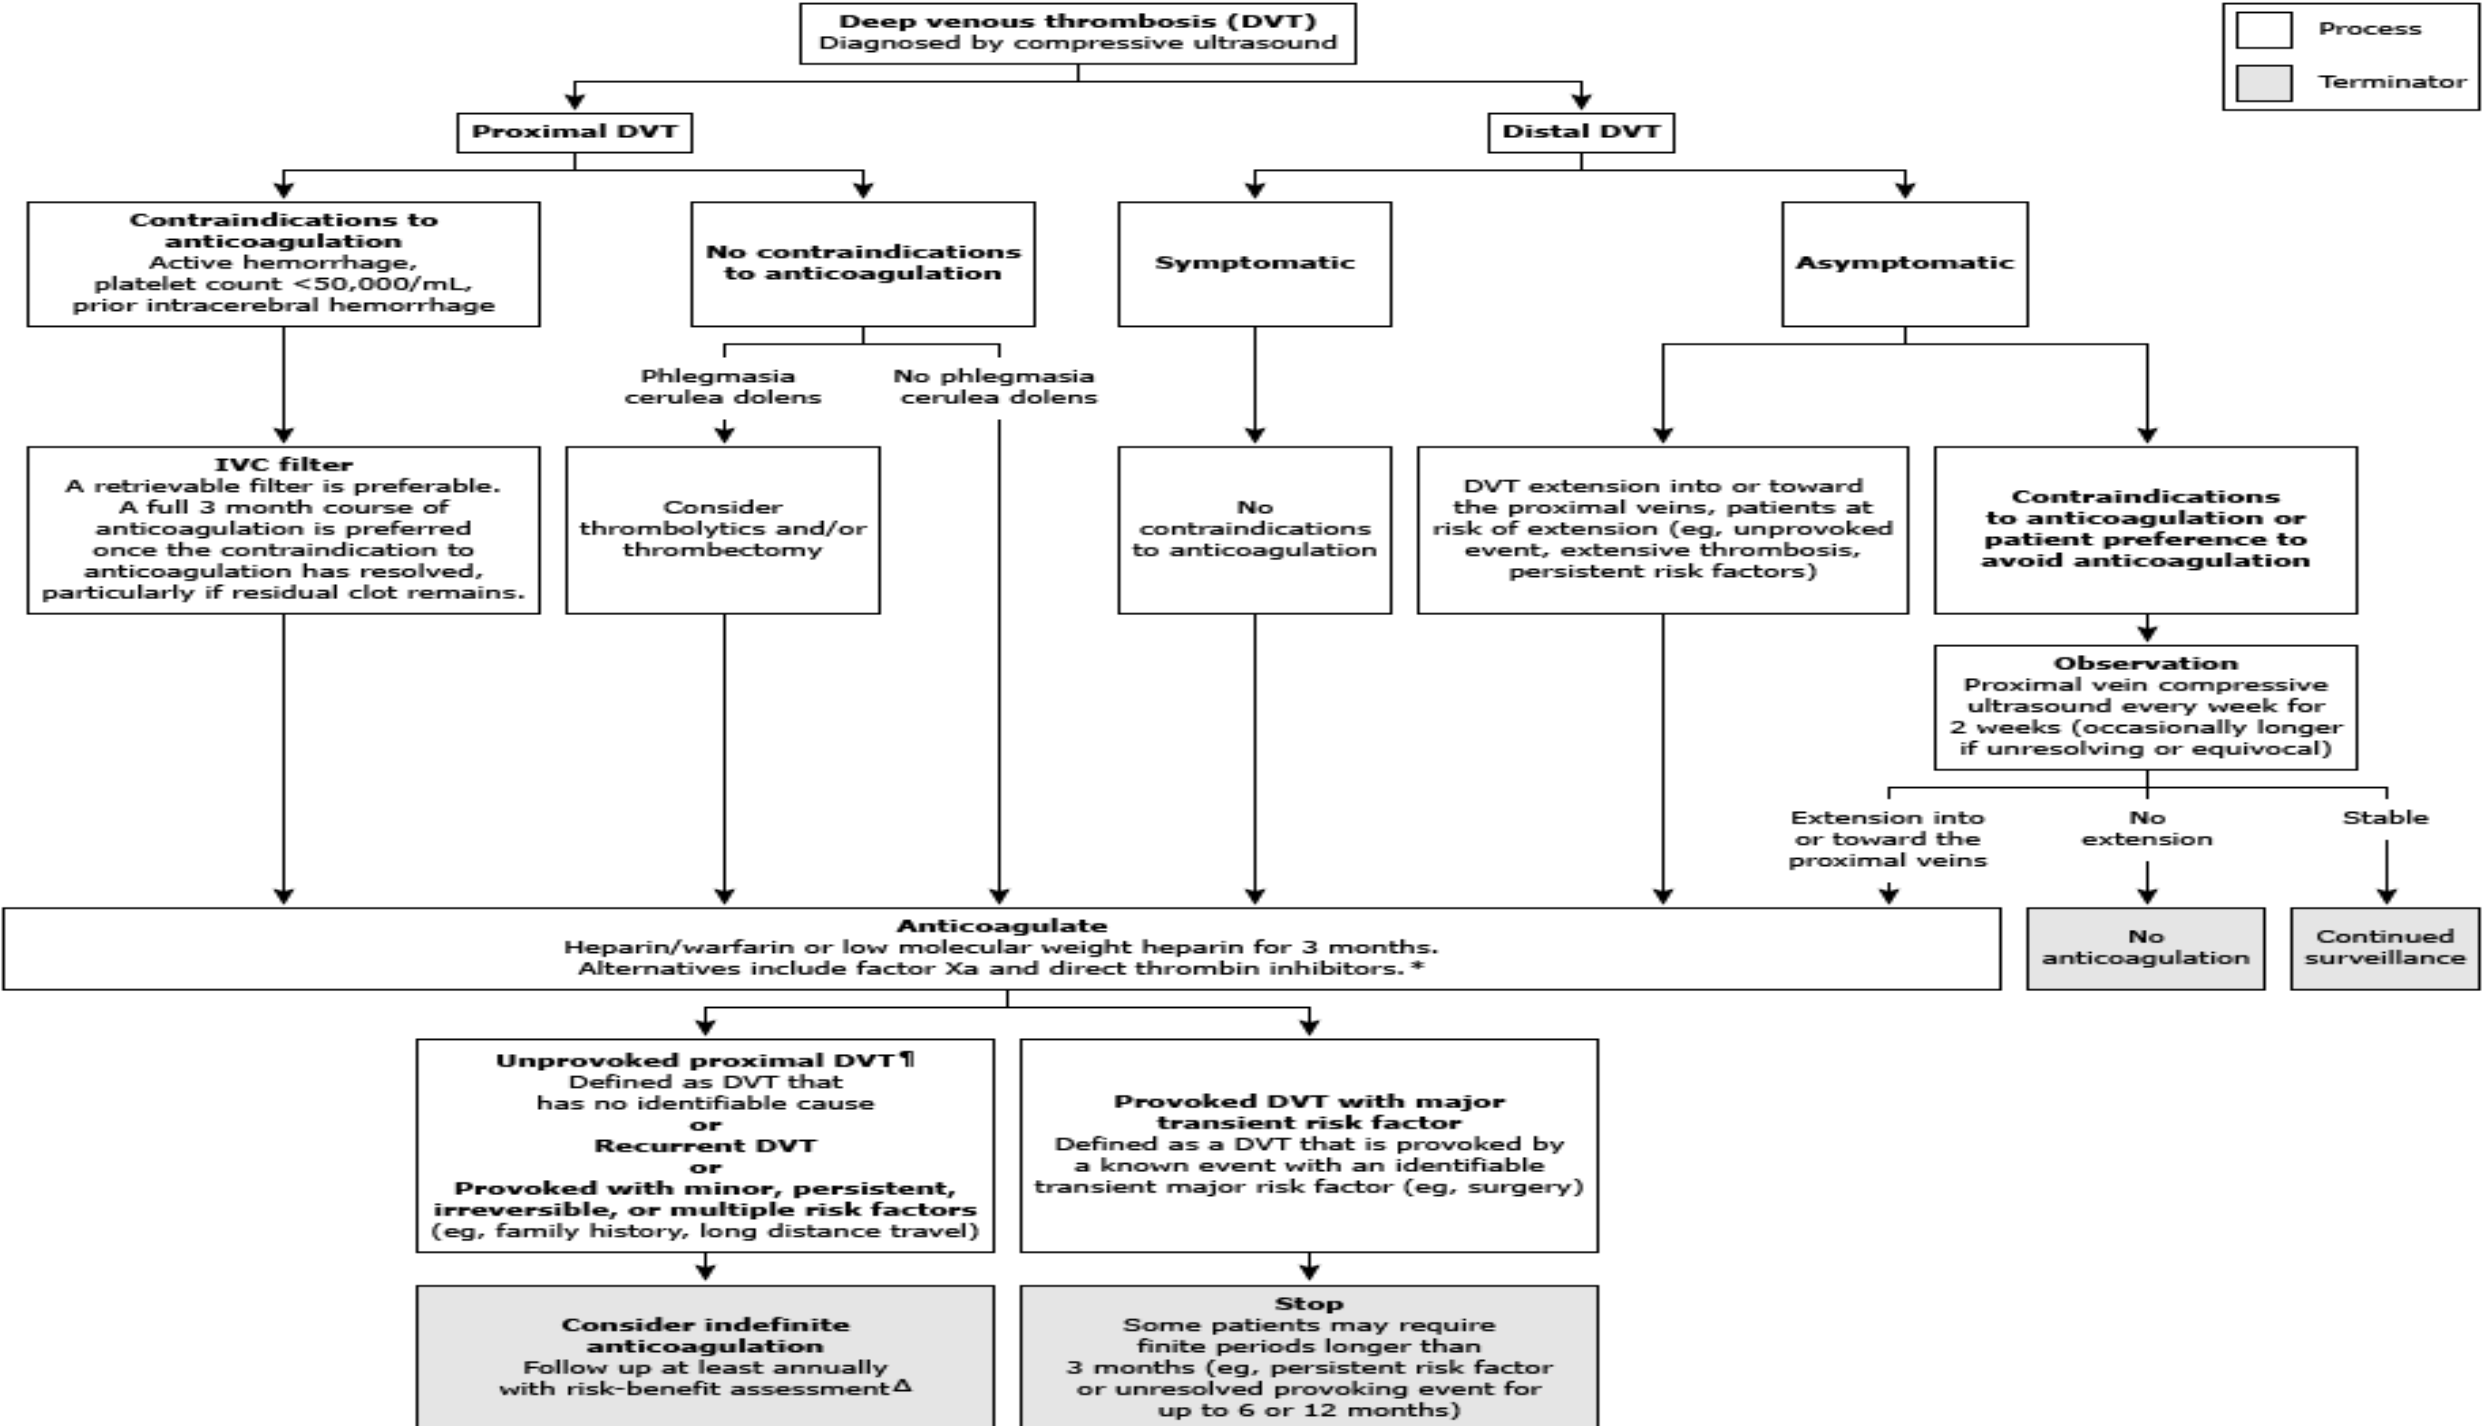 Deep venous thrombosis (DVT)
Diagnosed by compressive ultrasound
Process
Terminator
Proximal DVT
Distal DVT
Contraindications to
anticoagulation
Active hemorrhage,
platelet count <50,000/mL,
prior intracerebral hemorrhage
No contraindications
to anticoagulation
Symptomatic
Asymptomatic
Phlegmasia
cerulea dolens
No phlegmasia
cerulea dolens
IVC filter
A retrievable filter is preferable.
A full 3 month course of
anticoagulation is preferred
once the contraindication to
anticoagulation has resolved,
particularly if residual clot remains.
Consider
thrombolytics and/or
thrombectomy
No
contraindications
to anticoagulation
DVT extension into or toward
the proximal veins, patients at
risk of extension (eg, unprovoked
event, extensive thrombosis,
persistent risk factors)
Contraindications
to anticoagulation or
patient preference to
avoid anticoagulation
Observation
Proximal vein compressive
ultrasound every week for
2 weeks (occasionally longer
if unresolving or equivocal)
Extension into
or toward the
proximal veins
No
extension
Stable
Anticoagulate
Heparin/warfarin or low molecular weight heparin for 3 months.
Alternatives include factor Xa and direct thrombin inhibitors.*
No
anticoagulation
Continued
surveillance
Unprovoked proximal DVT¶
Defined as DVT that
has no identifiable cause
or
Recurrent DVT
or
Provoked with minor, persistent,
irreversible, or multiple risk factors
(eg, family history, long distance travel)
Provoked DVT with major
transient risk factor
Defined as a DVT that is provoked by
a known event with an identifiable
transient major risk factor (eg, surgery)
Consider indefinite
anticoagulation
Follow up at least annually
with risk-benefit assessmentΔ
Stop
Some patients may require
finite periods longer than
3 months (eg, persistent risk factor
or unresolved provoking event for
up to 6 or 12 months)